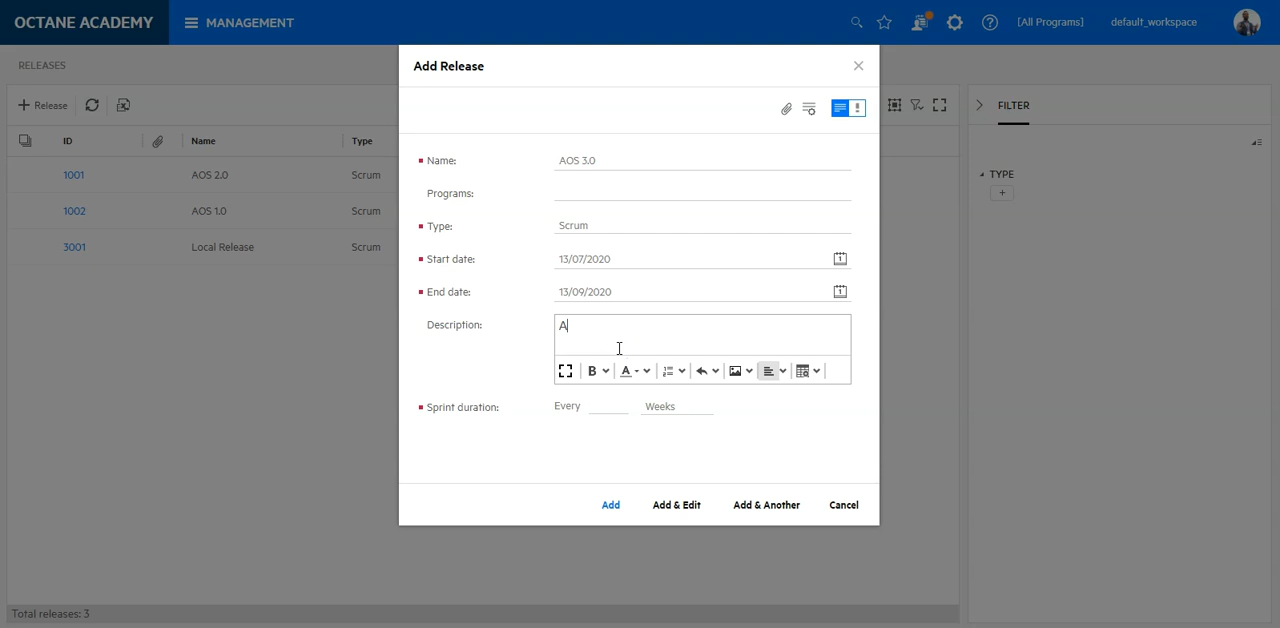 OCTANE ACADEMY
MANAGEMENT
[All Programs]
default_workspace
RELEASES
Release
ID
Name
Type
1001
AOS 2.0
Scrum
1002
AOS 1.0
Scrum
3001
Local Release
Scrum
Total releases: 3
Add Release
Name:
AOS 3.0
Programs:
Type:
Scrum
Start date:
13/07/2020
End date:
13/09/2020
Description:
A
Sprint duration:
Every
Weeks
Add
Add & Edit
Add & Another
Cancel
FILTER
TYPE